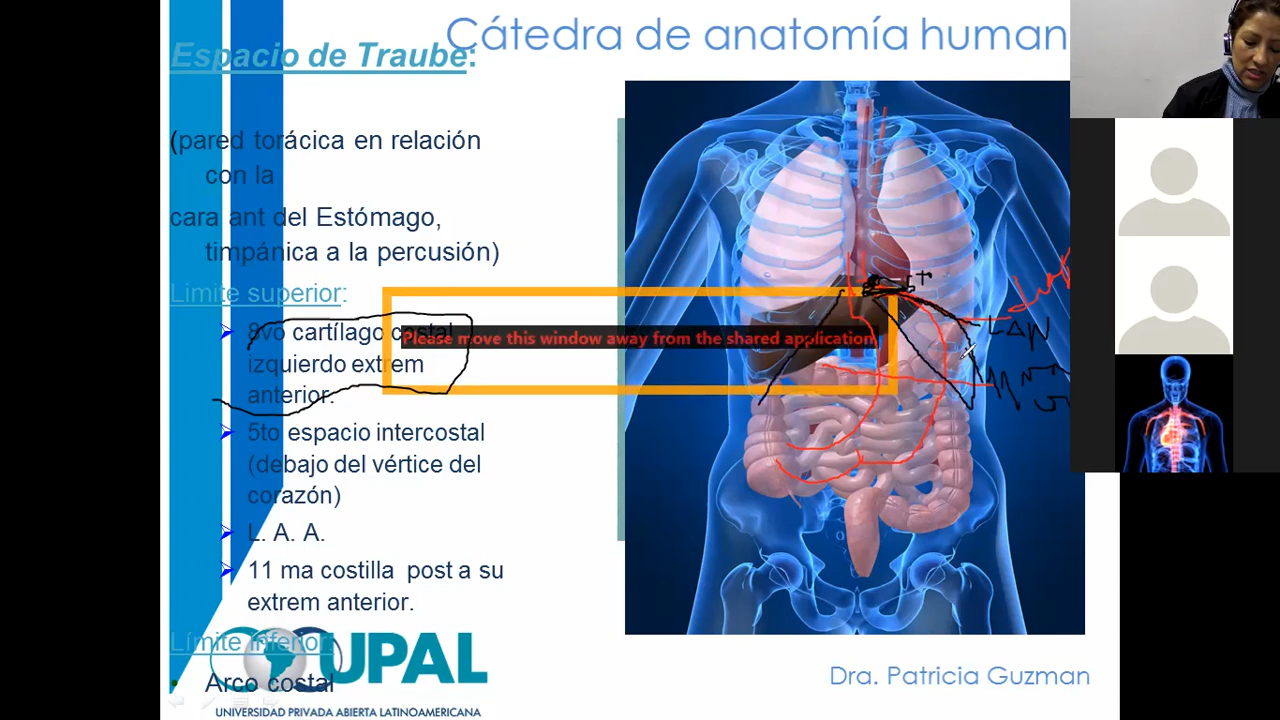 Cátedra de anatomía human
Espacio de Traube:
(pared torácica en relación
con la
cara ant del Estómago,
timpánica a la percusión)
Limite superior:
8vo cartílago costal
izquierdo extrem
anterior.
Please move this window away from the shared application
5to espacio intercostal
(debajo del vértice del
corazón)
L. A. A.
11 ma costilla post a su
extrem anterior.
Límite inferior:
Arco costal
UPAL
UNIVERSIDAD PRIVADA ABIERTA LATINOAMERICANA
Dra. Patricia Guzman